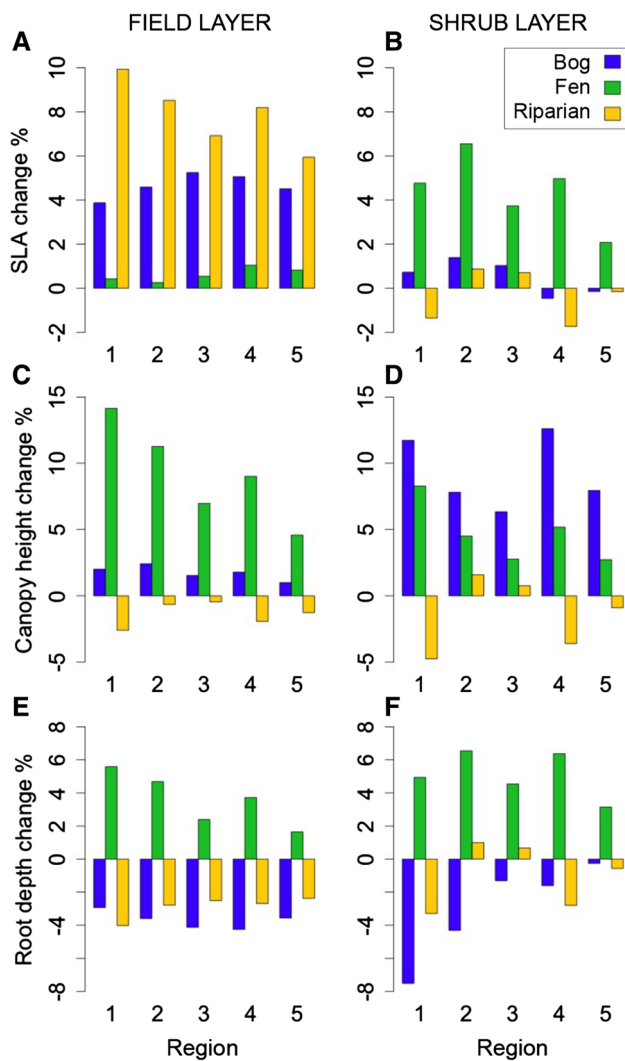 FIELD LAYER
SHRUB LAYER
A
B
Bog
Fen
Riparian
SLA change %
10
8
6
4
2
0
-2
1 2 3 4 5
10
8
6
4
2
0
-2
1 2 3 4 5
C
D
Canopy height change %
15
10
5
0
-5
1 2 3 4 5
15
10
5
0
-5
1 2 3 4 5
E
F
Root depth change %
8
6
4
2
0
-4
-8
1 2 3 4 5
Region
8
6
4
2
0
-4
-8
1 2 3 4 5
Region